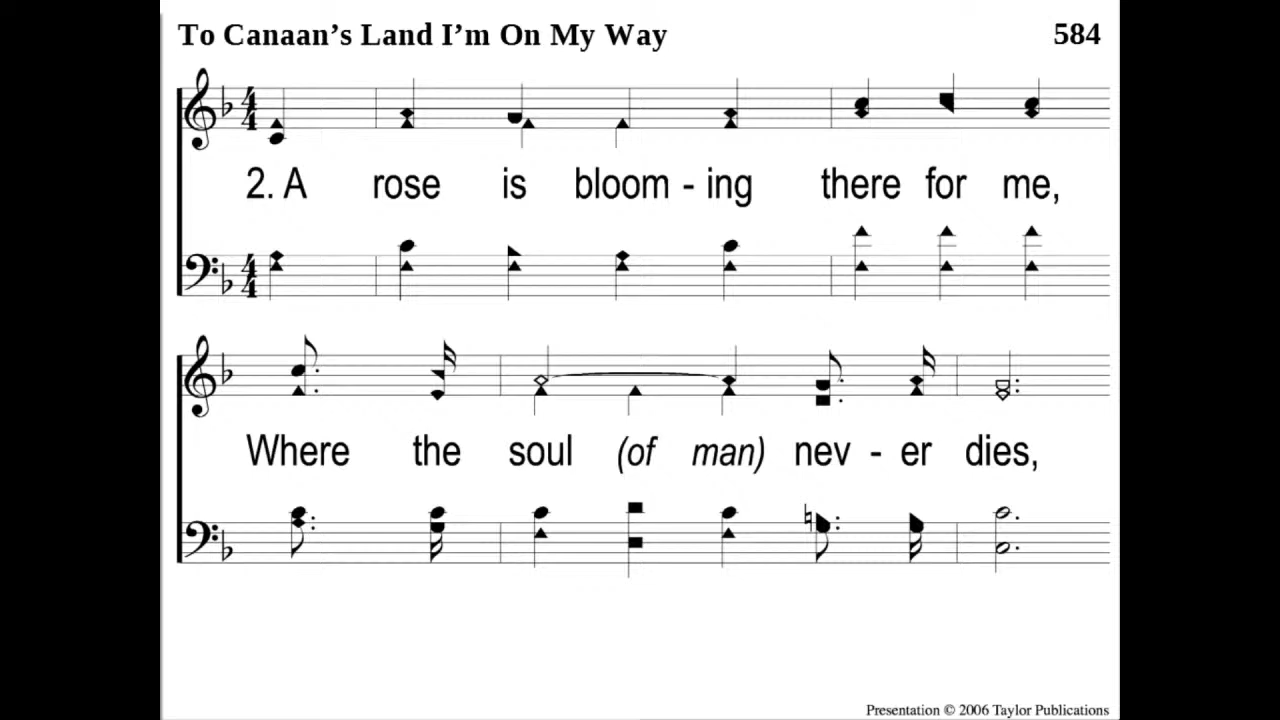 To Canaan’s Land I’m On My Way 584
2. A rose is bloom - ing there for me,
Where the soul (of man) nev - er dies,
Presentation © 2006 Taylor Publications